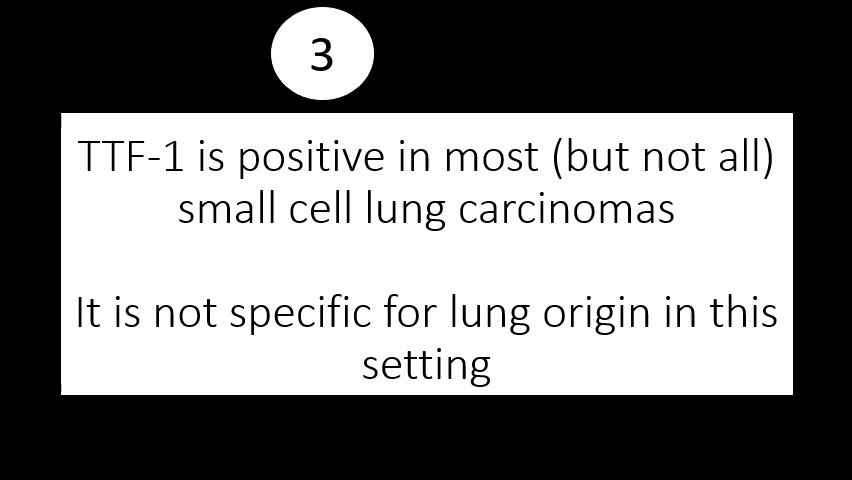 3
TTF-1 is positive in most (but not all)
small cell lung carcinomas
It is not specific for lung origin in this
setting